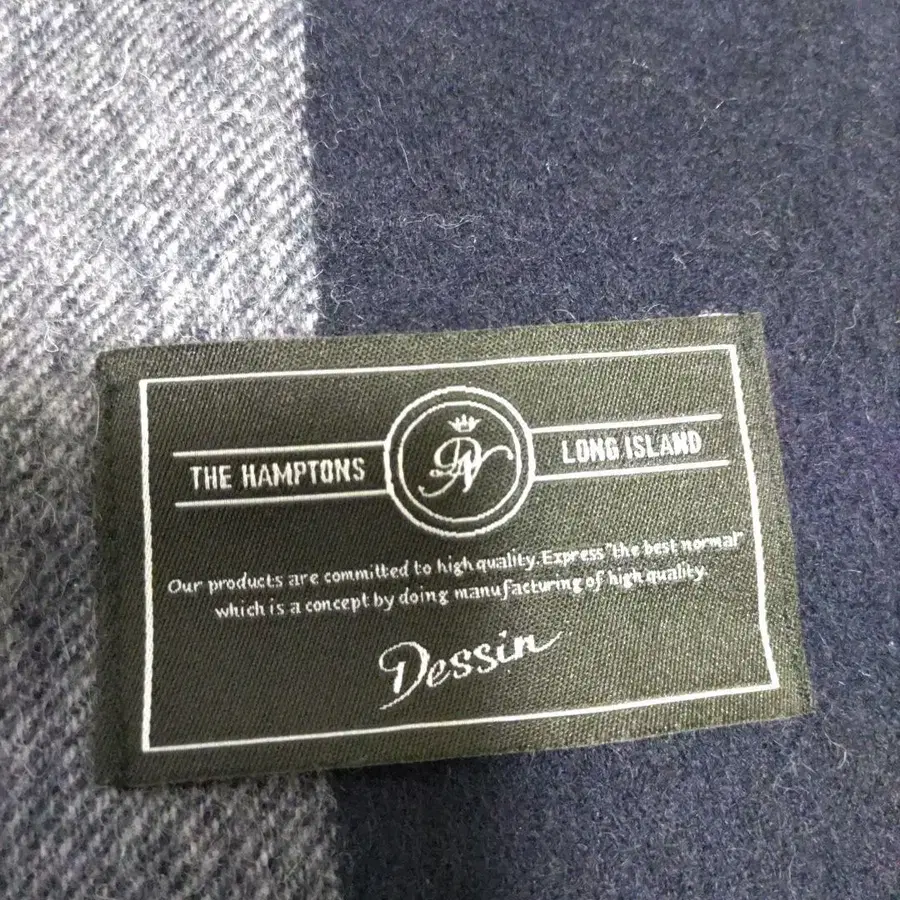 THE HAMPTONS DN LONG ISLAND
Our products are committed to high quality. Express "the best normal"
which is a concept by doing manufacturing of high quality.
Dessin